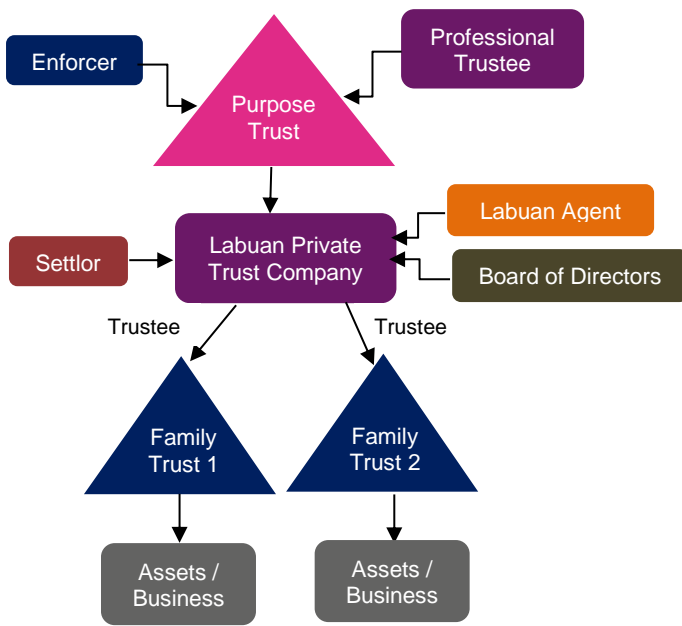 Enforcer
Professional
Trustee
Purpose
Trust
Labuan Agent
Settlor
Labuan Private
Trust Company
Board of Directors
Trustee
Trustee
Family
Trust 1
Family
Trust 2
Assets /
Business
Assets /
Business